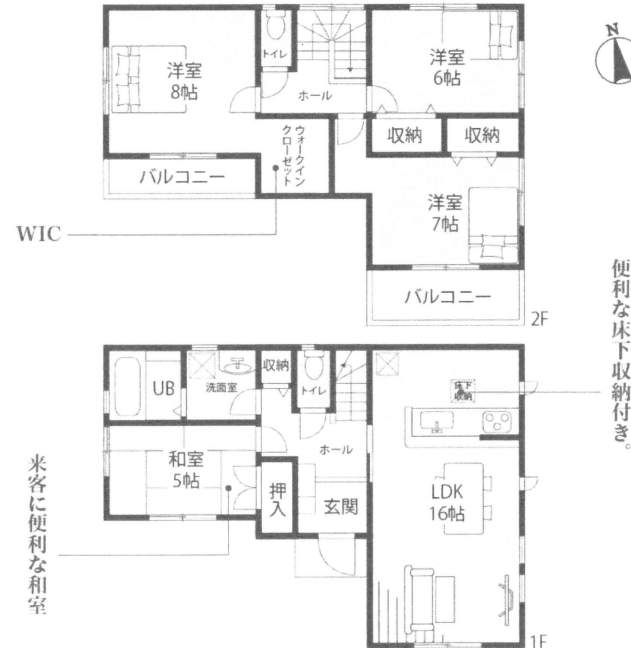 N
洋室
8帖
トイレ
ホール
洋室
6帖
収納
収納
ウォークイン
クローゼット
バルコニー
洋室
7帖
WIC
バルコニー
2F
便利な床下収納付き。
UB
洗面室
収納
トイレ
床下
収納
ホール
和室
5帖
押入
玄関
LDK
16帖
来客に便利な和室
1F